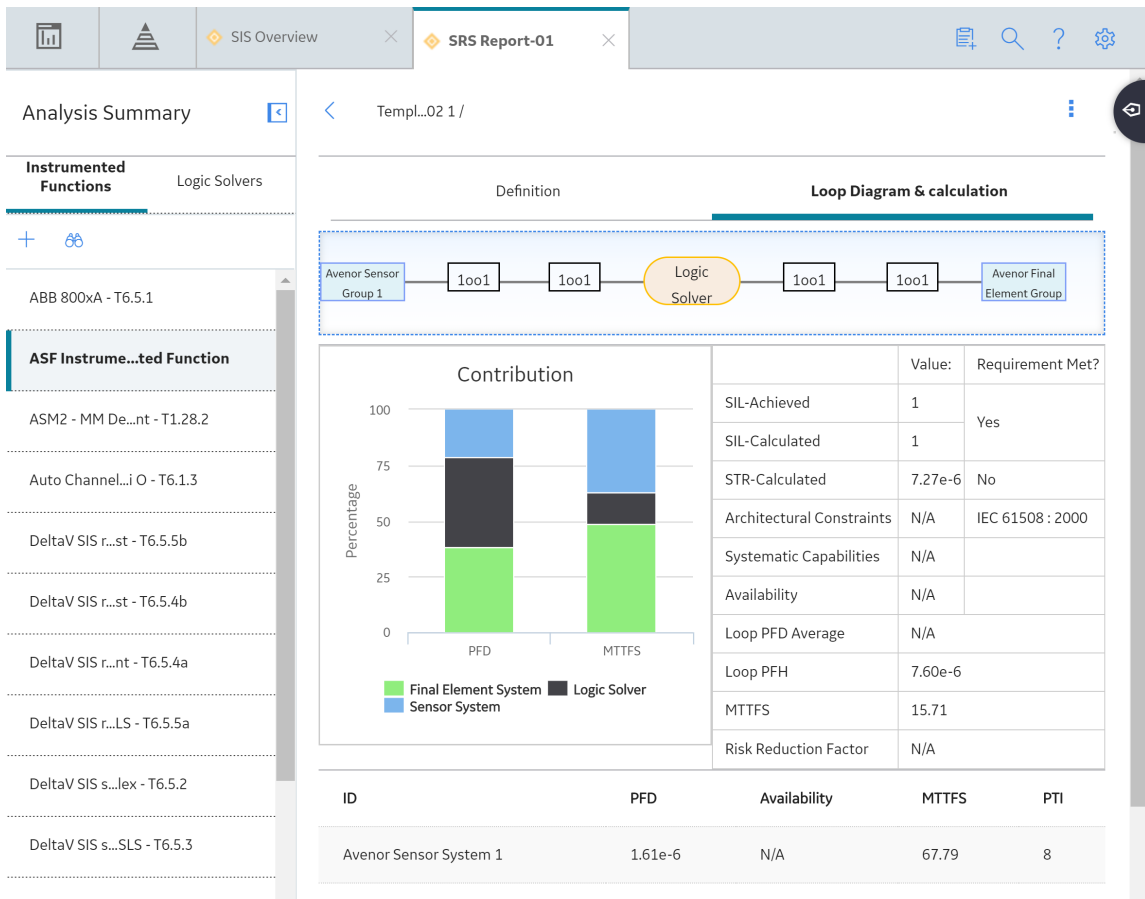 SIS Overview
SRS Report-01
Analysis Summary
Instrumented
Functions
Logic Solvers
ABB 800xA - T6.5.1
ASF Instrume...ted Function
ASM2 - MM De...nt - T1.28.2
Auto Channel...i O - T6.1.3
DeltaV SIS r...st - T6.5.5b
DeltaV SIS r...st - T6.5.4b
DeltaV SIS r...nt - T6.5.4a
DeltaV SIS r...LS - T6.5.5a
DeltaV SIS s...lex - T6.5.2
DeltaV SIS s...SLS - T6.5.3
Templ...02 1 /
Definition
Loop Diagram & calculation
Avenor Sensor
Group 1
1oo1
1oo1
Logic
Solver
1oo1
1oo1
Avenor Final
Element Group
Contribution
Percentage
100
75
50
25
0
PFD
MTTFS
Final Element System
Logic Solver
Sensor System
Value: Requirement Met?
SIL-Achieved 1
Yes
SIL-Calculated 1
STR-Calculated 7.27e-6 No
Architectural Constraints N/A IEC 61508 : 2000
Systematic Capabilities N/A
Availability N/A
Loop PFD Average N/A
Loop PFH 7.60e-6
MTTFS 15.71
Risk Reduction Factor N/A
ID PFD Availability MTTFS PTI
Avenor Sensor System 1 1.61e-6 N/A 67.79 8